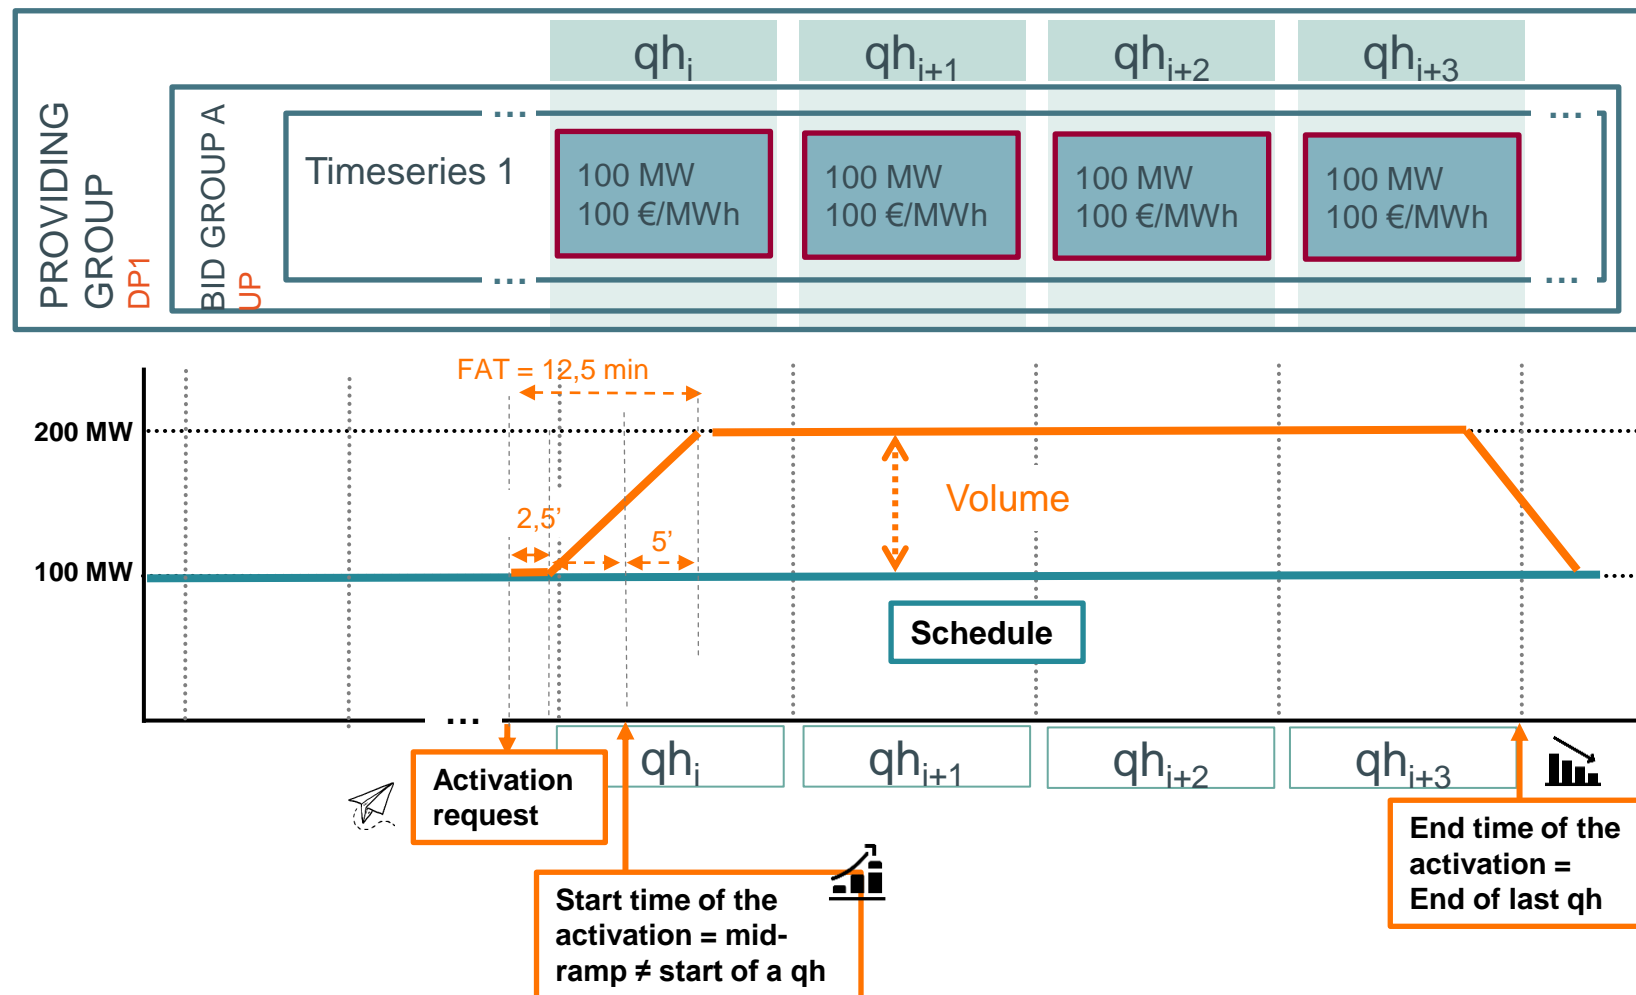 PROVIDING
GROUP
DP1
BID GROUP A
UP
qhi
qhi+1
qhi+2
qhi+3
...
...
Timeseries 1
100 MW
100 €/MWh
100 MW
100 €/MWh
100 MW
100 €/MWh
100 MW
100 €/MWh
...
...
FAT = 12,5 min
200 MW
2,5’
5’
Volume
100 MW
Schedule
...
qhi
qhi+1
qhi+2
qhi+3
Activation
request
Start time of the
activation = mid-
ramp ≠ start of a qh
End time of the
activation =
End of last qh